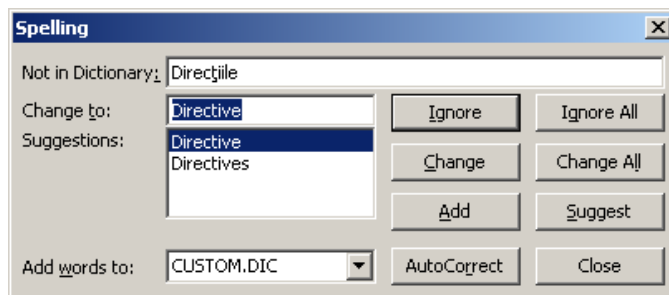 Spelling
Not in Dictionary: Direcţiile
Change to: Directive
Ignore
Ignore All
Suggestions:
Directive
Directives
Change
Change All
Add
Suggest
Add words to: CUSTOM.DIC
AutoCorrect
Close